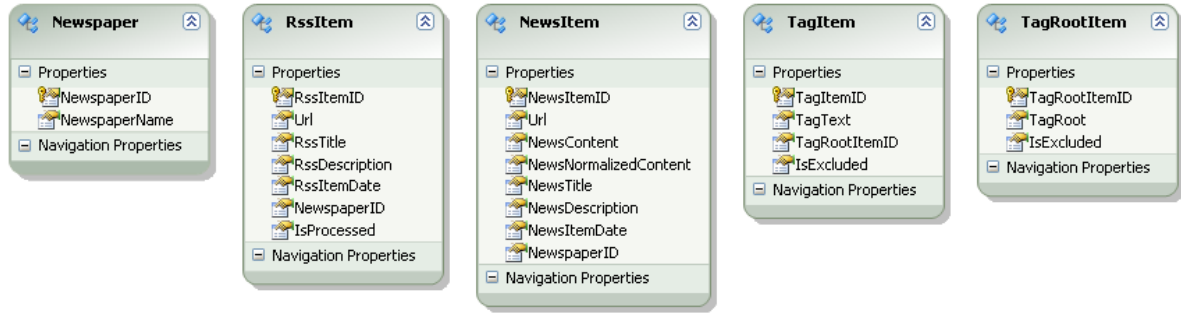 Newspaper
Properties
NewspaperID
NewspaperName
Navigation Properties
RssItem
Properties
RssItemID
Url
RssTitle
RssDescription
RssItemDate
NewspaperID
IsProcessed
Navigation Properties
NewsItem
Properties
NewsItemID
Url
NewsContent
NewsNormalizedContent
NewsTitle
NewsDescription
NewsItemDate
NewspaperID
Navigation Properties
TagItem
Properties
TagItemID
TagText
TagRootItemID
IsExcluded
Navigation Properties
TagRootItem
Properties
TagRootItemID
TagRoot
IsExcluded
Navigation Properties